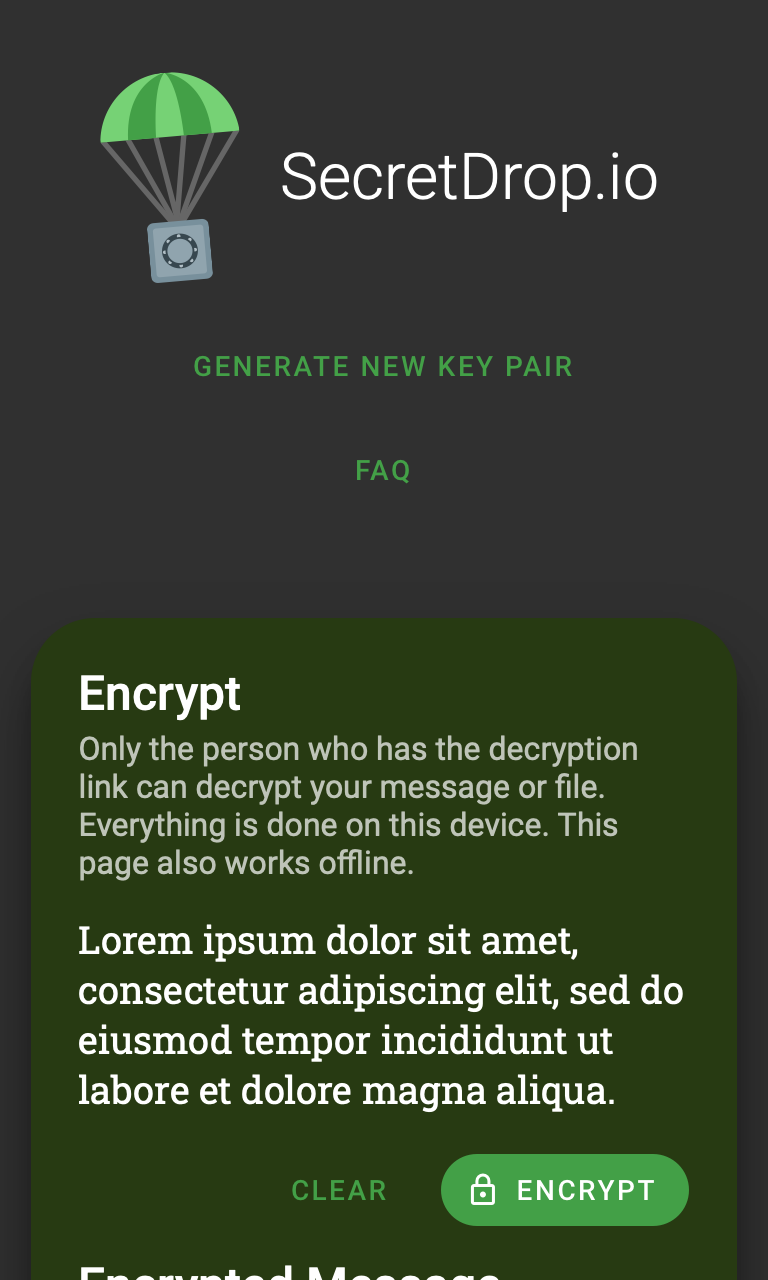 SecretDrop.io
GENERATE NEW KEY PAIR
FAQ
Encrypt
Only the person who has the decryption
link can decrypt your message or file.
Everything is done on this device. This
page also works offline.
Lorem ipsum dolor sit amet,
consectetur adipiscing elit, sed do
eiusmod tempor incididunt ut
labore et dolore magna aliqua.
CLEAR ENCRYPT
Encrypted Message